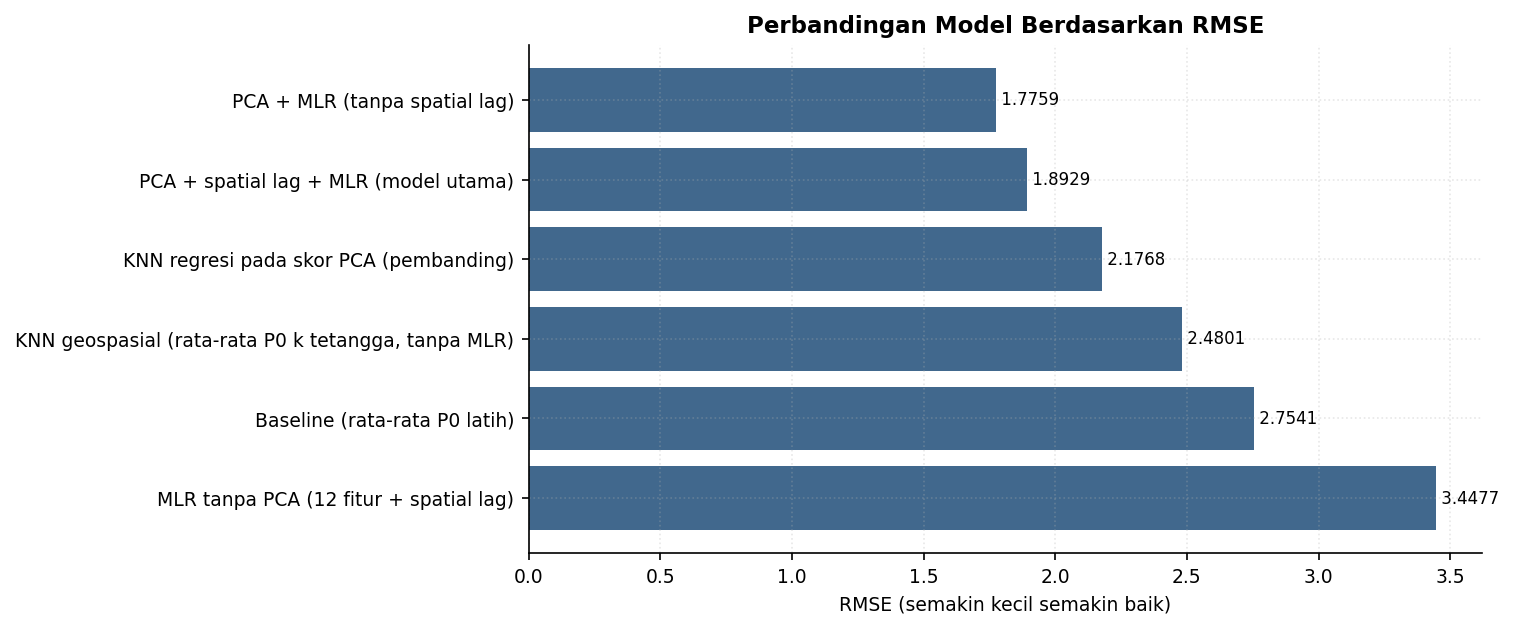 Perbandingan Model Berdasarkan RMSE
PCA + MLR (tanpa spatial lag)
1.7759
PCA + spatial lag + MLR (model utama)
1.8929
KNN regresi pada skor PCA (pembanding)
2.1768
KNN geospasial (rata-rata P0 k tetangga, tanpa MLR)
2.4801
Baseline (rata-rata P0 latih)
2.7541
MLR tanpa PCA (12 fitur + spatial lag)
3.4477
0.0 0.5 1.0 1.5 2.0 2.5 3.0 3.5
RMSE (semakin kecil semakin baik)